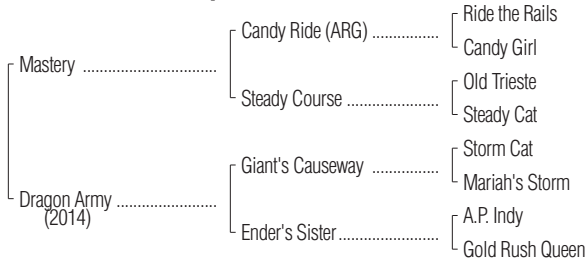 Ride the Rails
Candy Ride (ARG) ................
Candy Girl
Mastery ................................
Old Trieste
Steady Course ......................
Steady Cat
Storm Cat
Giant's Causeway ................
Mariah's Storm
Dragon Army ........................
(2014)
A.P. Indy
Ender's Sister........................
Gold Rush Queen